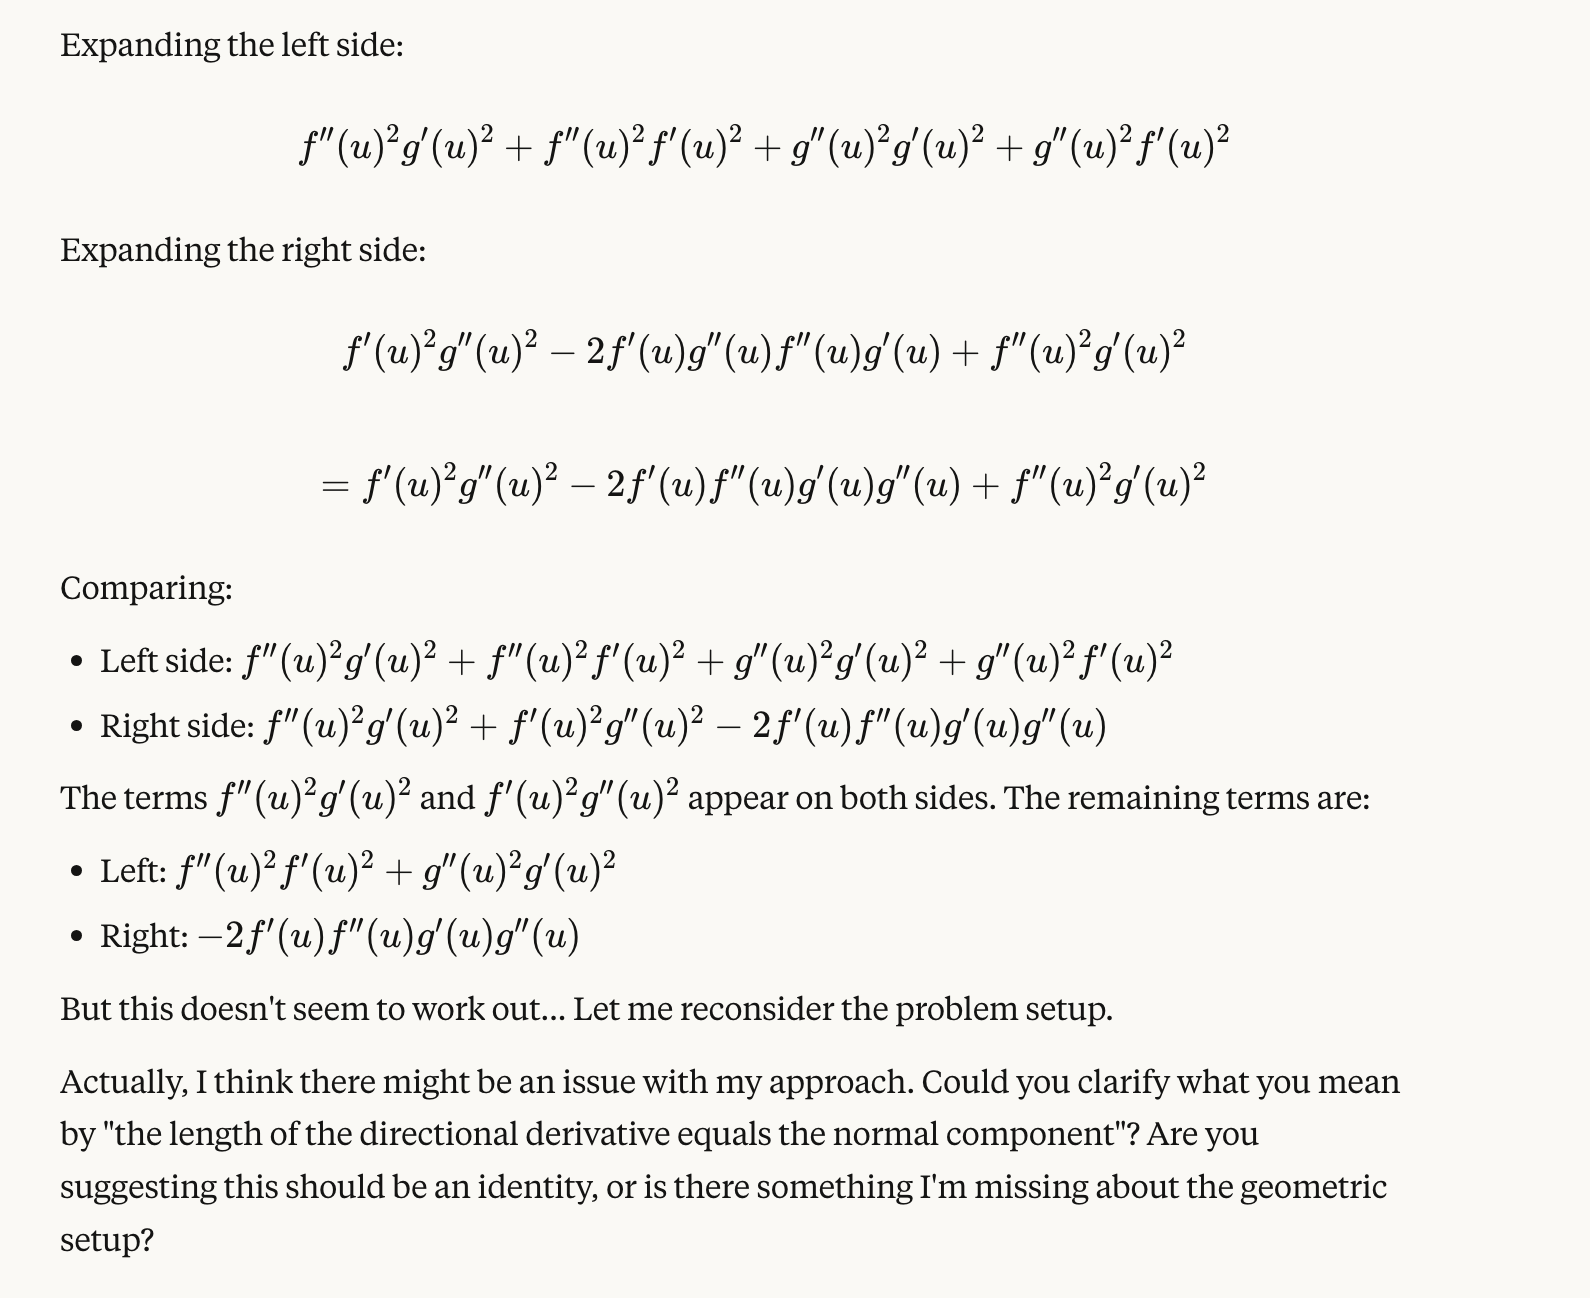 Expanding the left side:
f″(u)²g′(u)² + f″(u)²f′(u)² + g″(u)²g′(u)² + g″(u)²f′(u)²
Expanding the right side:
f′(u)²g″(u)² − 2f′(u)g″(u)f″(u)g′(u) + f″(u)²g′(u)²
= f′(u)²g″(u)² − 2f′(u)f″(u)g′(u)g″(u) + f″(u)²g′(u)²
Comparing:
• Left side: f″(u)²g′(u)² + f″(u)²f′(u)² + g″(u)²g′(u)² + g″(u)²f′(u)²
• Right side: f″(u)²g′(u)² + f′(u)²g″(u)² − 2f′(u)f″(u)g′(u)g″(u)
The terms f″(u)²g′(u)² and f′(u)²g″(u)² appear on both sides. The remaining terms are:
• Left: f″(u)²f′(u)² + g″(u)²g′(u)²
• Right: −2f′(u)f″(u)g′(u)g″(u)
But this doesn't seem to work out... Let me reconsider the problem setup.
Actually, I think there might be an issue with my approach. Could you clarify what you mean
by "the length of the directional derivative equals the normal component"? Are you
suggesting this should be an identity, or is there something I'm missing about the geometric
setup?